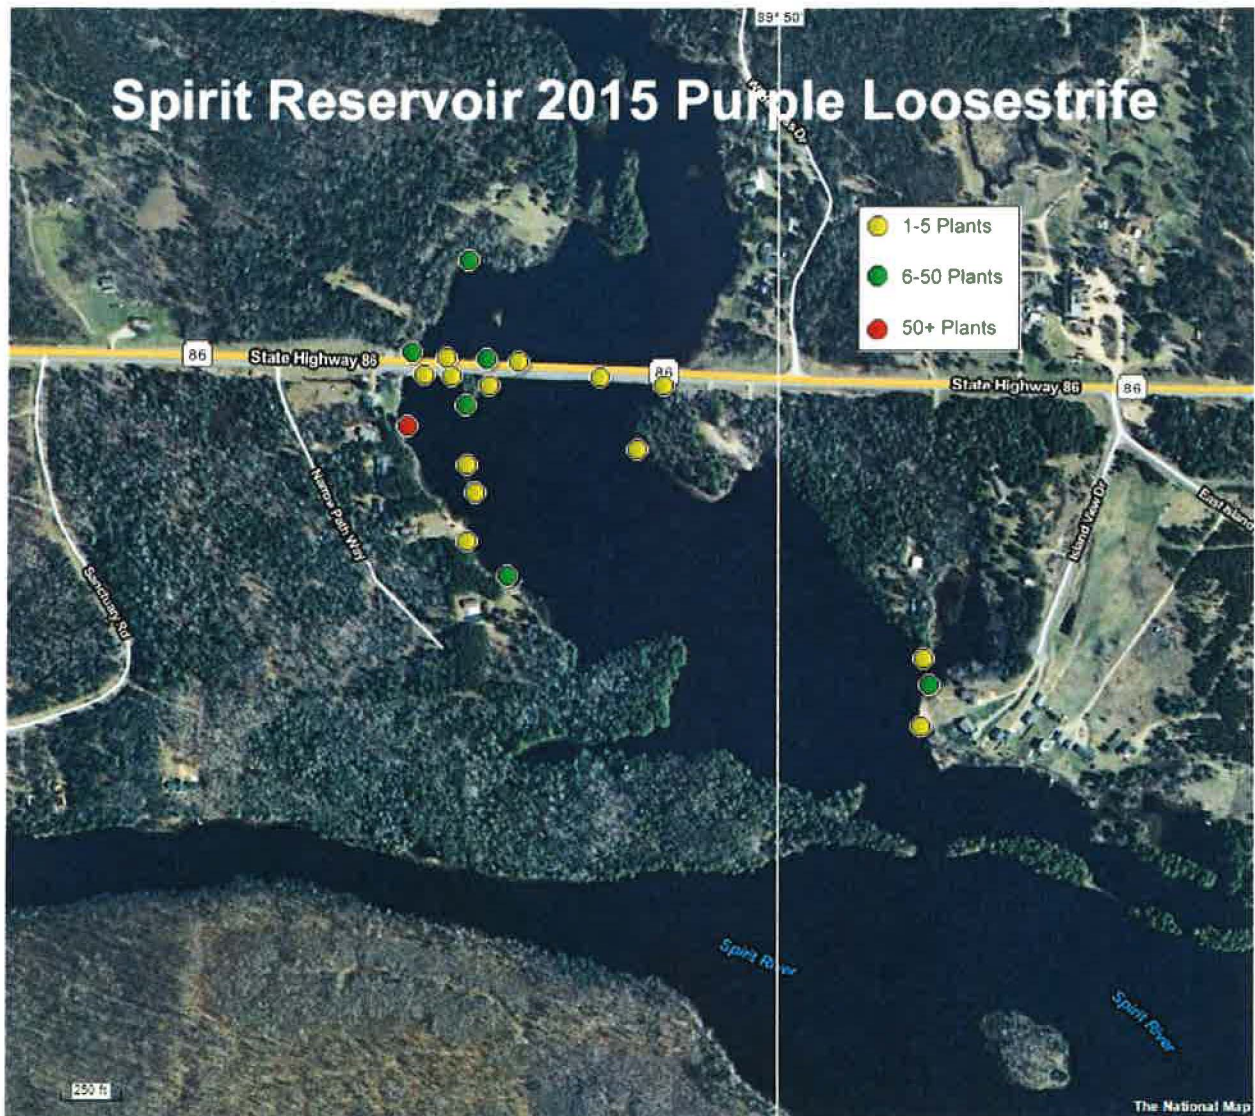 89° 50'
Spirit Reservoir 2015 Purple Loosestrife
1-5 Plants
6-50 Plants
50+ Plants
86
State Highway 86
86
State Highway 86
86
Narrow Path Way
Sanctuary Rd
Island View Dr
East Island
Spirit River
Spirit River
250 ft
The National Map